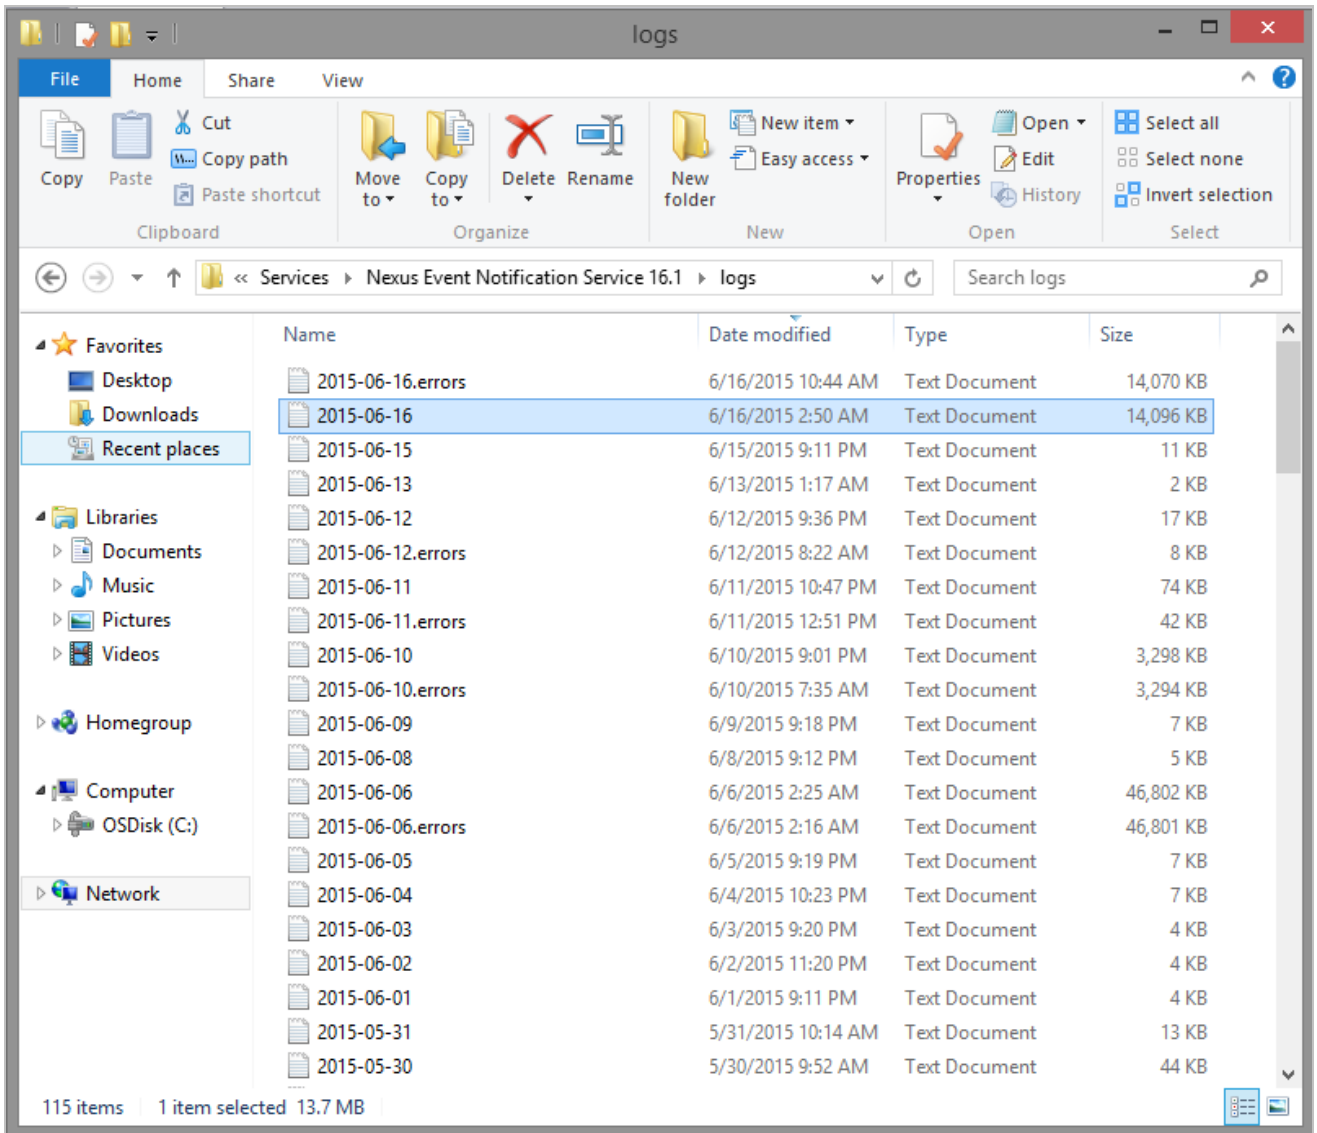 logs
File Home Share View
Copy
Paste
Cut
Copy path
Paste shortcut
Clipboard
Move to
Copy to
Delete
Rename
Organize
New folder
New item
Easy access
New
Properties
Open
Edit
History
Open
Select all
Select none
Invert selection
Select
« Services Nexus Event Notification Service 16.1 logs
Search logs
Favorites
Desktop
Downloads
Recent places
Libraries
Documents
Music
Pictures
Videos
Homegroup
Computer
OSDisk (C:)
Network
Name Date modified Type Size
2015-06-16.errors 6/16/2015 10:44 AM Text Document 14,070 KB
2015-06-16 6/16/2015 2:50 AM Text Document 14,096 KB
2015-06-15 6/15/2015 9:11 PM Text Document 11 KB
2015-06-13 6/13/2015 1:17 AM Text Document 2 KB
2015-06-12 6/12/2015 9:36 PM Text Document 17 KB
2015-06-12.errors 6/12/2015 8:22 AM Text Document 8 KB
2015-06-11 6/11/2015 10:47 PM Text Document 74 KB
2015-06-11.errors 6/11/2015 12:51 PM Text Document 42 KB
2015-06-10 6/10/2015 9:01 PM Text Document 3,298 KB
2015-06-10.errors 6/10/2015 7:35 AM Text Document 3,294 KB
2015-06-09 6/9/2015 9:18 PM Text Document 7 KB
2015-06-08 6/8/2015 9:12 PM Text Document 5 KB
2015-06-06 6/6/2015 2:25 AM Text Document 46,802 KB
2015-06-06.errors 6/6/2015 2:16 AM Text Document 46,801 KB
2015-06-05 6/5/2015 9:19 PM Text Document 7 KB
2015-06-04 6/4/2015 10:23 PM Text Document 7 KB
2015-06-03 6/3/2015 9:20 PM Text Document 4 KB
2015-06-02 6/2/2015 11:20 PM Text Document 4 KB
2015-06-01 6/1/2015 9:11 PM Text Document 4 KB
2015-05-31 5/31/2015 10:14 AM Text Document 13 KB
2015-05-30 5/30/2015 9:52 AM Text Document 44 KB
115 items 1 item selected 13.7 MB